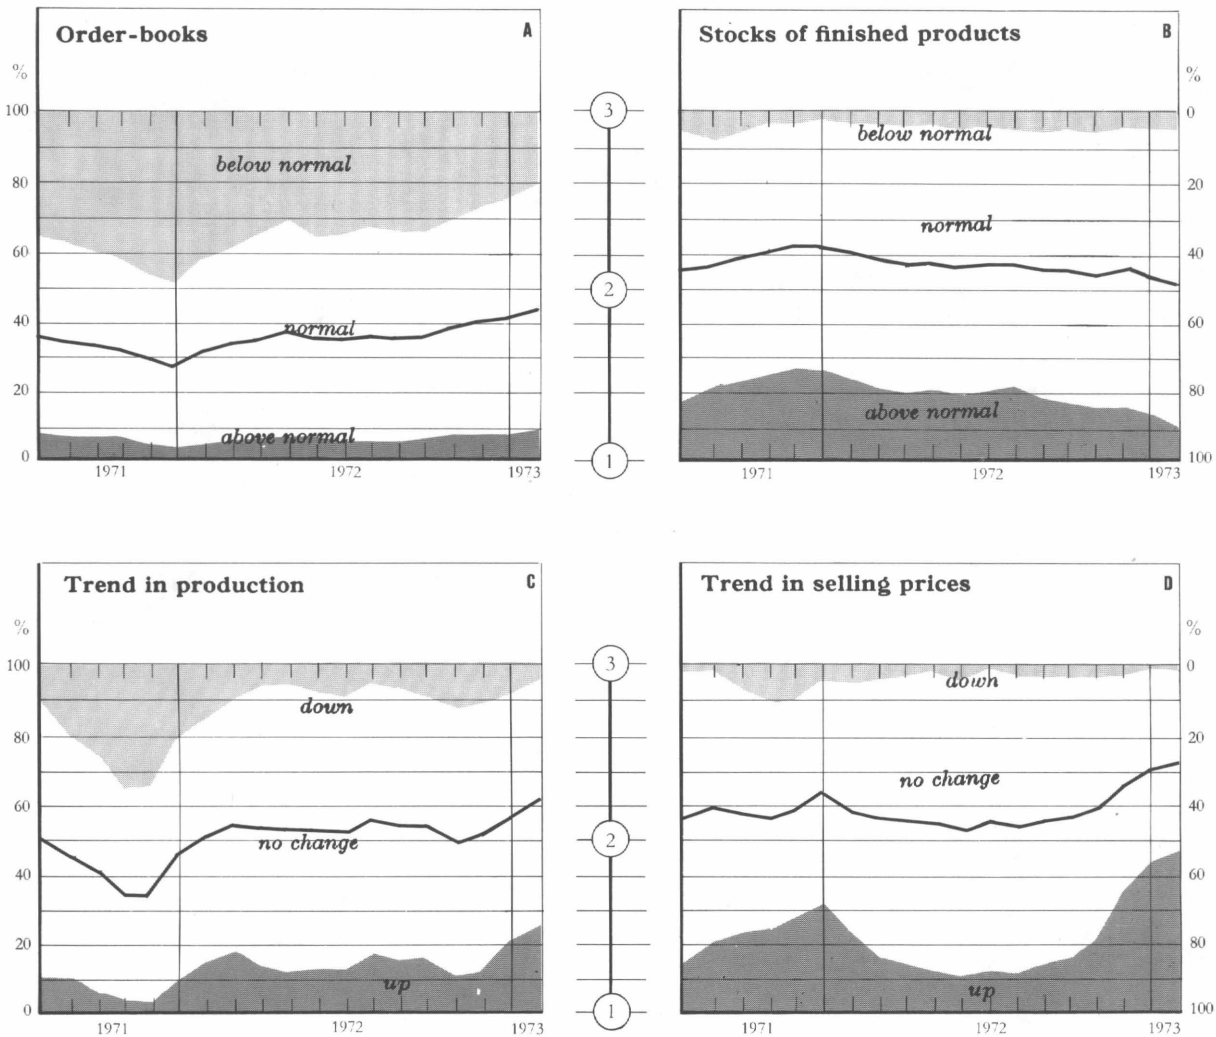 Order-books A
%
100
below normal
80
60
normal
40
20
above normal
0
1971 1972 1973
3
2
1
Stocks of finished products B
%
0
below normal
20
normal
40
60
80
above normal
100
1971 1972 1973
Trend in production C
%
100
down
80
60
no change
40
20
up
0
1971 1972 1973
3
2
1
Trend in selling prices D
%
0
down
20
no change
40
60
80
up
100
1971 1972 1973